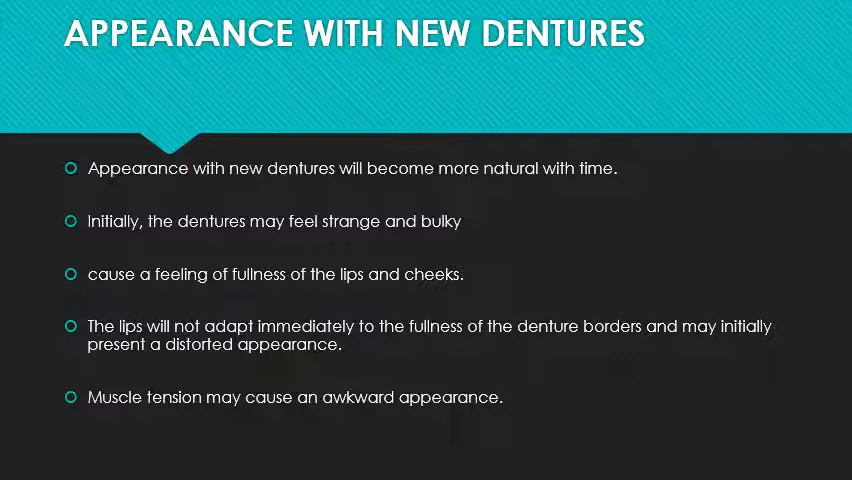 APPEARANCE WITH NEW DENTURES
Appearance with new dentures will become more natural with time.
Initially, the dentures may feel strange and bulky
cause a feeling of fullness of the lips and cheeks.
The lips will not adapt immediately to the fullness of the denture borders and may initially
present a distorted appearance.
Muscle tension may cause an awkward appearance.